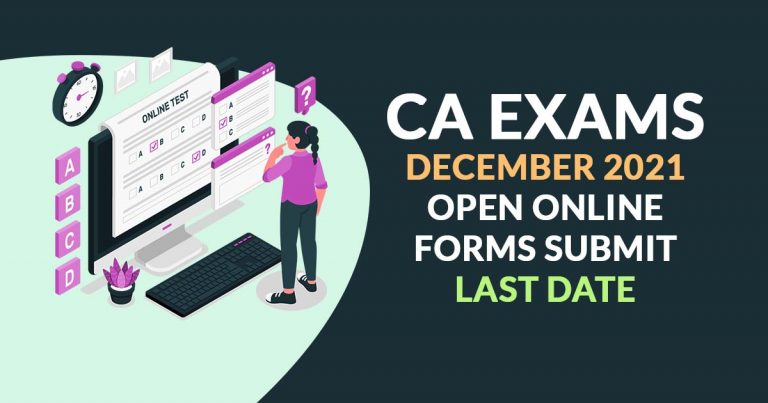 CA EXAMS
DECEMBER 2021
OPEN ONLINE
FORMS SUBMIT
LAST DATE
ONLINE TEST
A B C D
A B C D
A
B
C
?
?
A
B
C
D